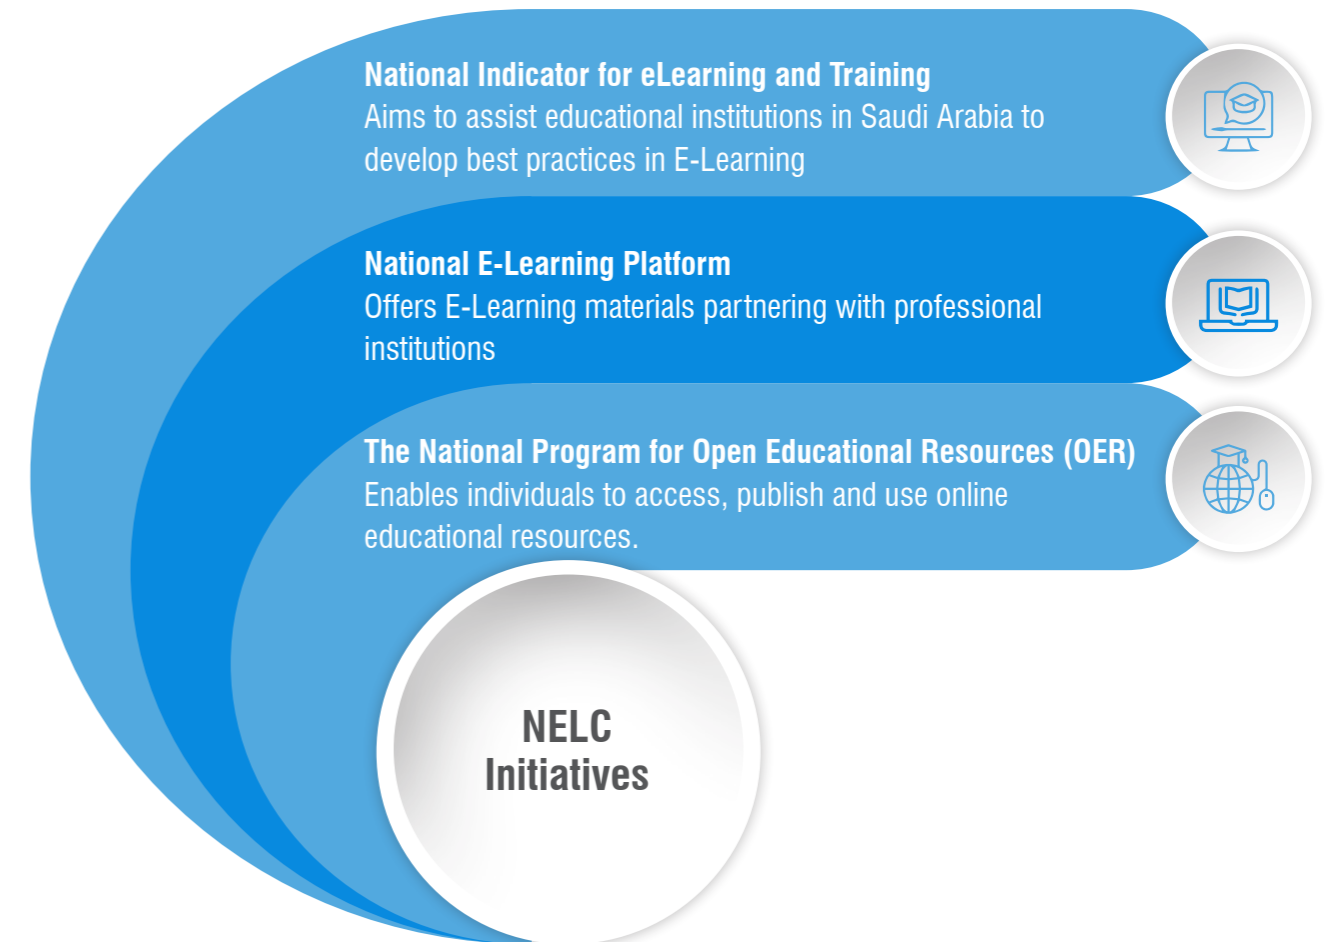 National Indicator for eLearning and Training
Aims to assist educational institutions in Saudi Arabia to
develop best practices in E-Learning
National E-Learning Platform
Offers E-Learning materials partnering with professional
institutions
The National Program for Open Educational Resources (OER)
Enables individuals to access, publish and use online
educational resources.
NELC
Initiatives